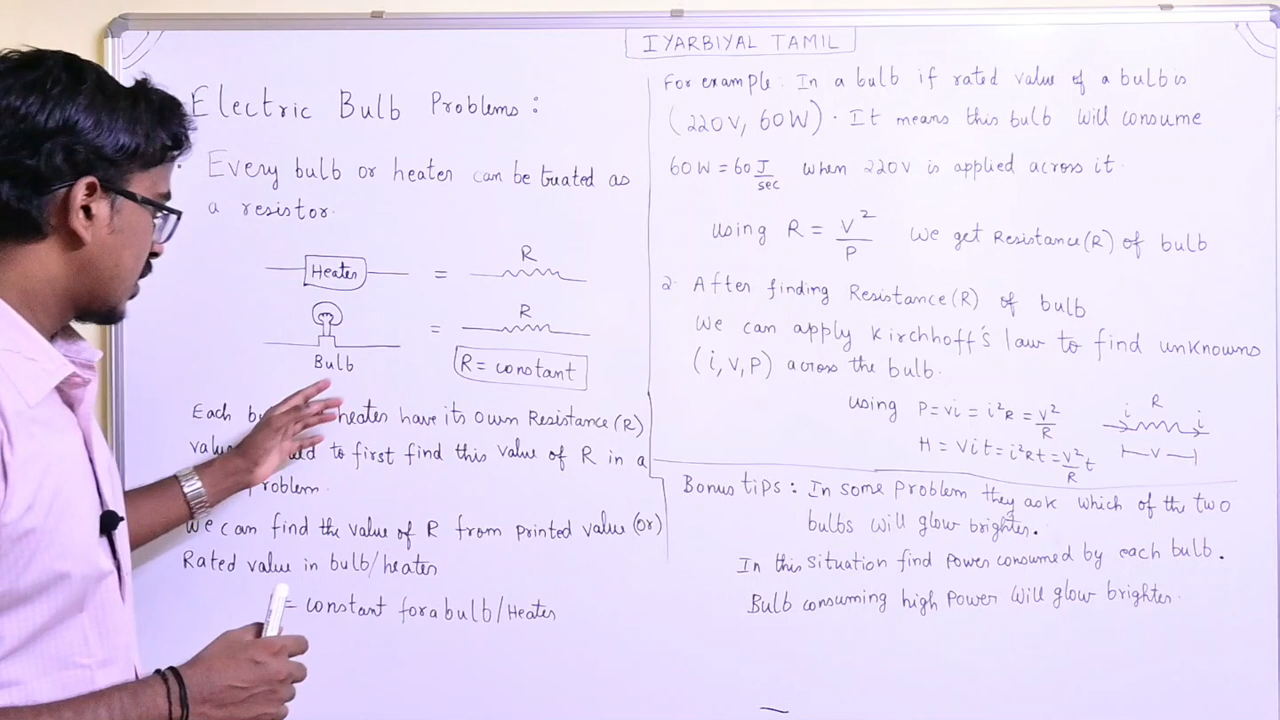 IYARBIYAL TAMIL
Electric Bulb Problems :
Every bulb or heater can be treated as
a resistor.
Heater = R
Bulb = R
R = constant
Each heater have its own Resistance (R)
to first find this value of R in a
We can find the value of R from printed value (or)
Rated value in bulb/heater
= constant for a bulb/Heater
For example : In a bulb if rated value of a bulb is
(220V, 60W). It means this bulb will consume
60W = 60 J/sec when 220V is applied across it.
using R = V²/P we get Resistance(R) of bulb
2. After finding Resistance(R) of bulb
we can apply Kirchhoff's law to find unknowns
(i, V, P) across the bulb.
using P = Vi = i²R = V²/R
H = Vit = i²Rt = V²/R t
i R i
V
Bonus tips : In some problem they ask which of the two
bulbs will glow brighter.
In this situation find power consumed by each bulb.
Bulb consuming high power will glow brighter.